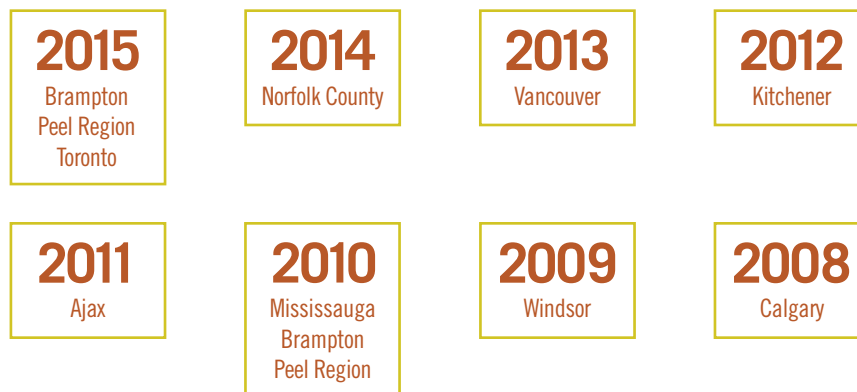 2015
Brampton
Peel Region
Toronto
2014
Norfolk County
2013
Vancouver
2012
Kitchener
2011
Ajax
2010
Mississauga
Brampton
Peel Region
2009
Windsor
2008
Calgary